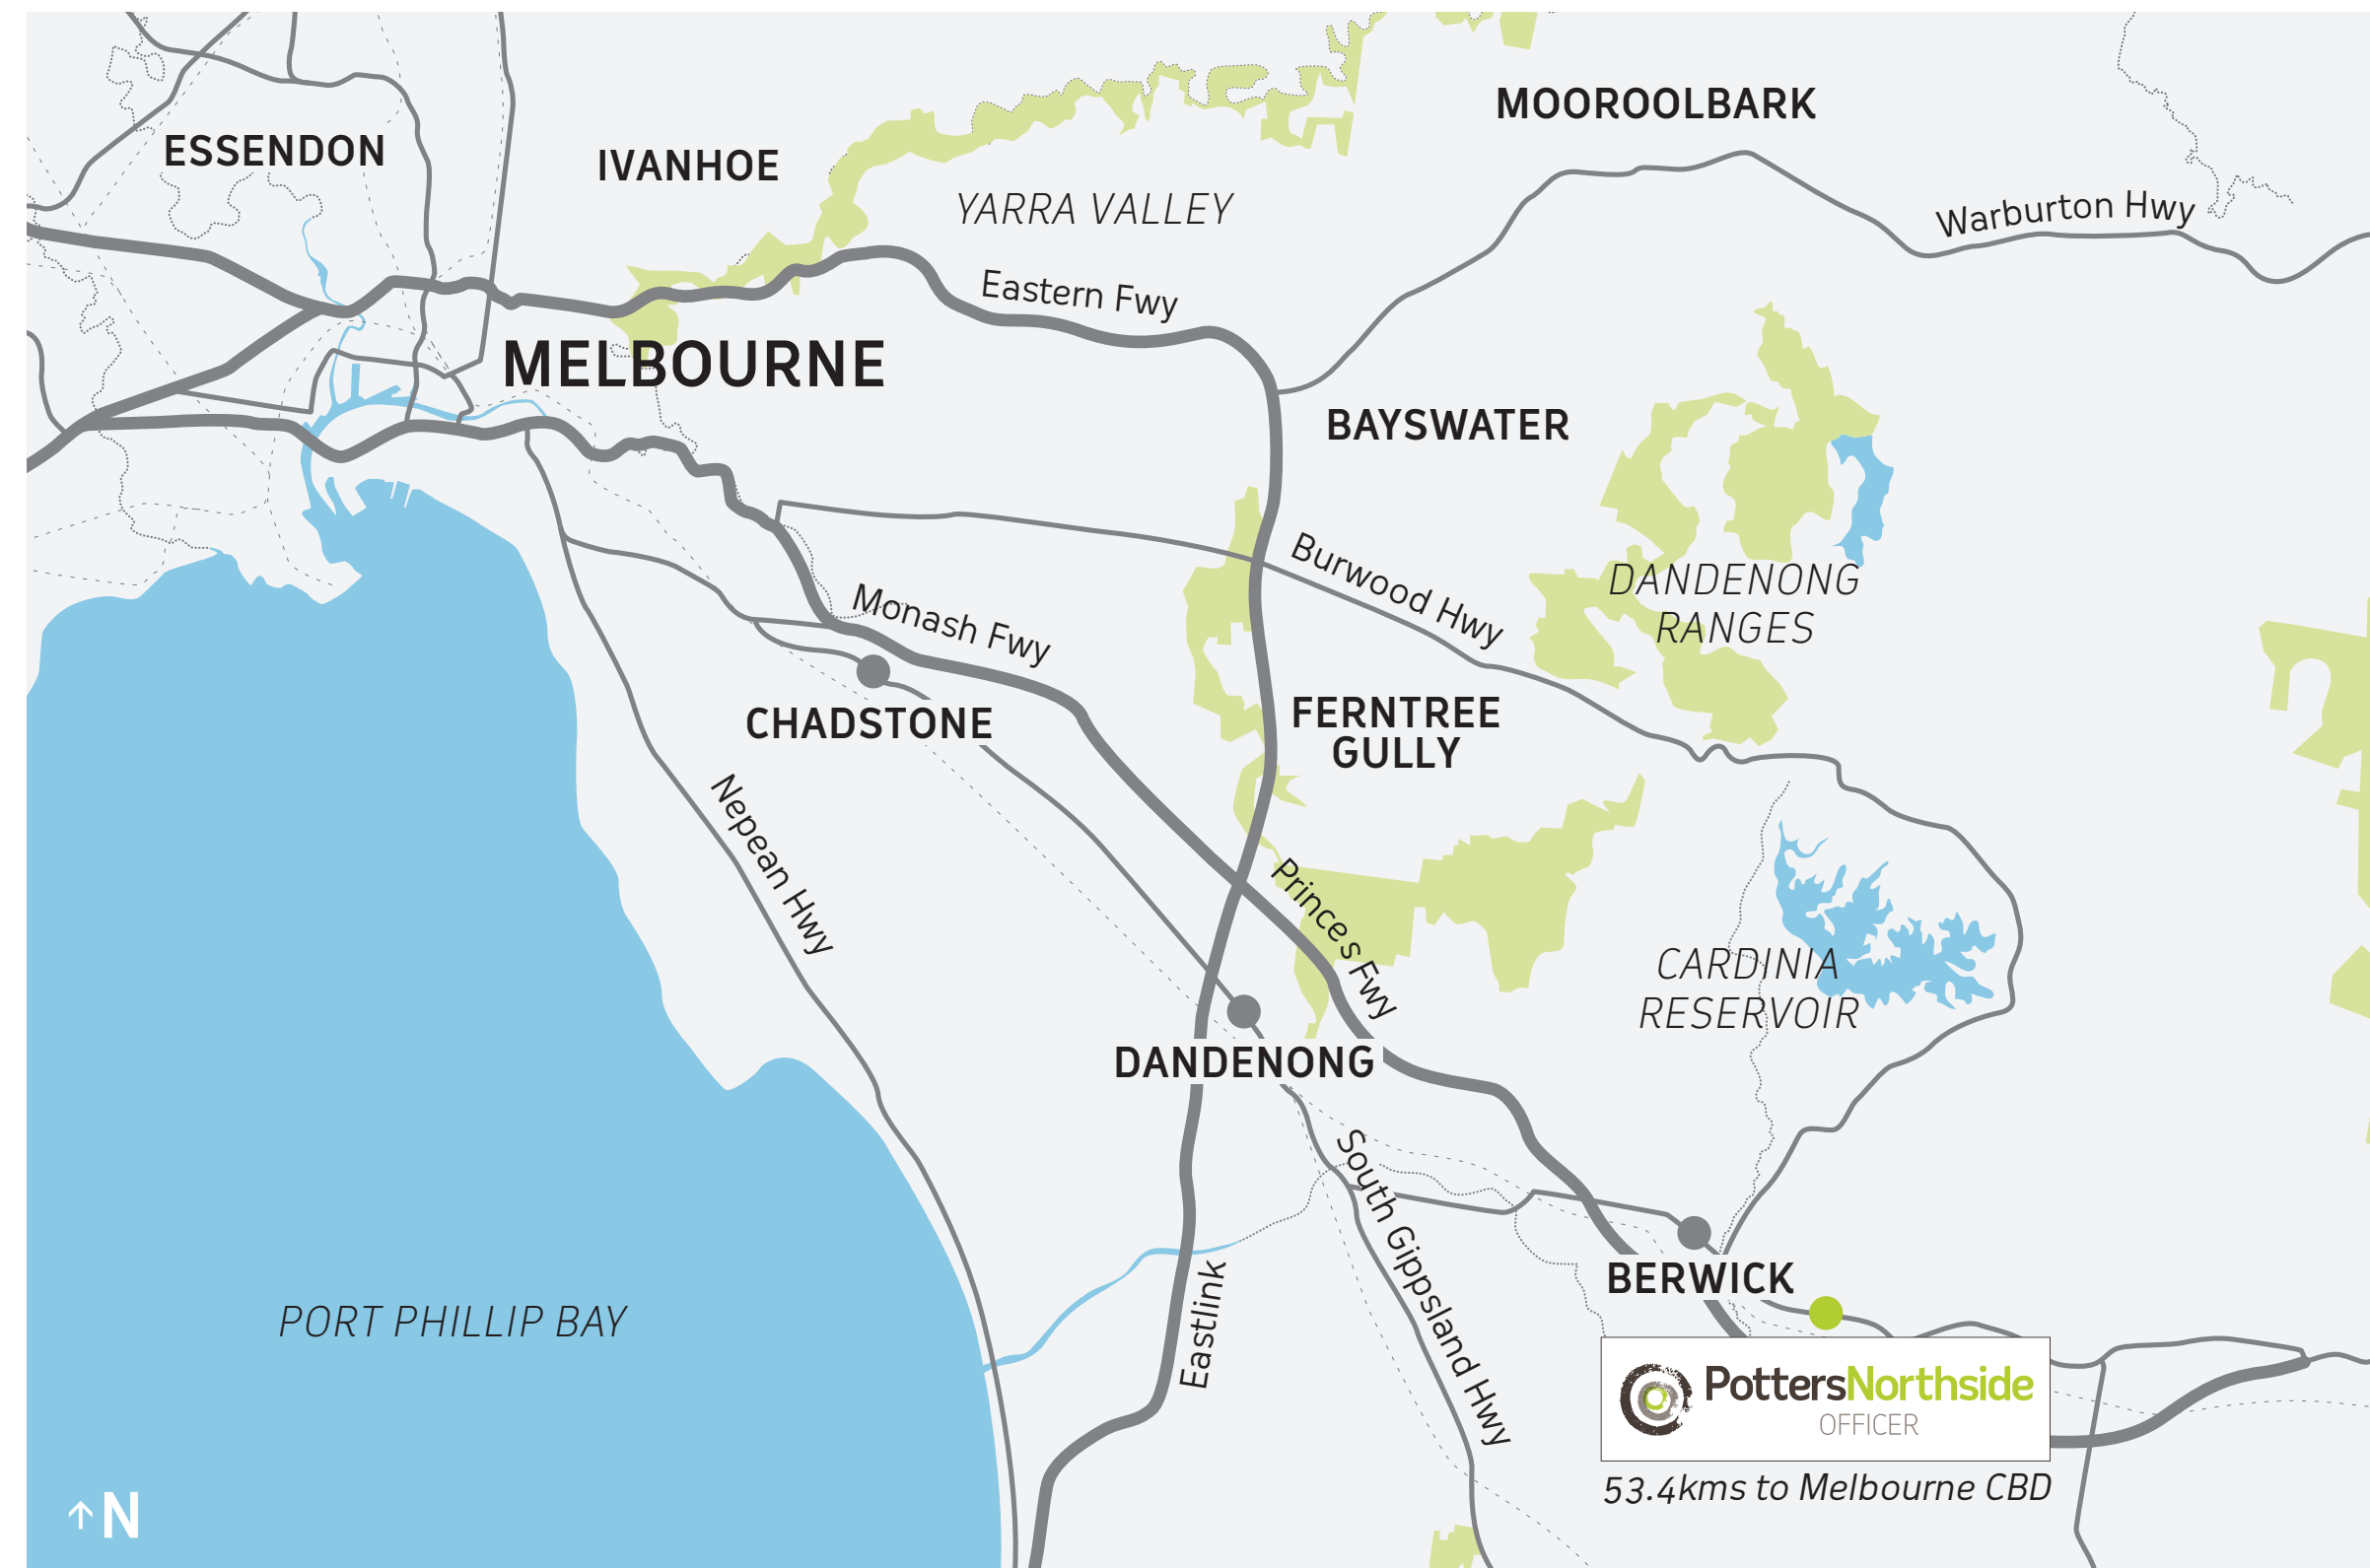 MOOROOLBARK
ESSENDON
IVANHOE
YARRA VALLEY
Warburton Hwy
Eastern Fwy
MELBOURNE
BAYSWATER
Burwood Hwy
DANDENONG
RANGES
Monash Fwy
CHADSTONE
FERNTREE
GULLY
Nepean Hwy
Princes Fwy
CARDINIA
RESERVOIR
DANDENONG
South Gippsland Hwy
BERWICK
Eastlink
PORT PHILLIP BAY
PottersNorthside
OFFICER
53.4kms to Melbourne CBD
N